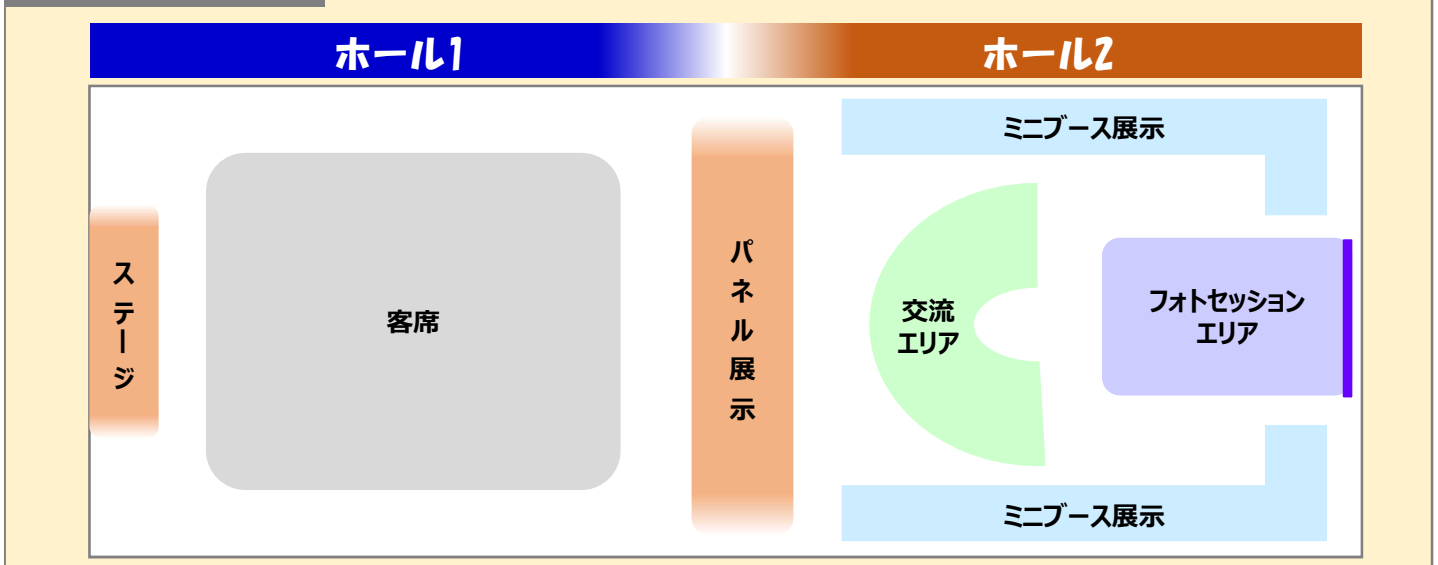 ホール1
ホール2
ステージ
客席
パネル展示
ミニブース展示
交流
エリア
フォトセッション
エリア
ミニブース展示